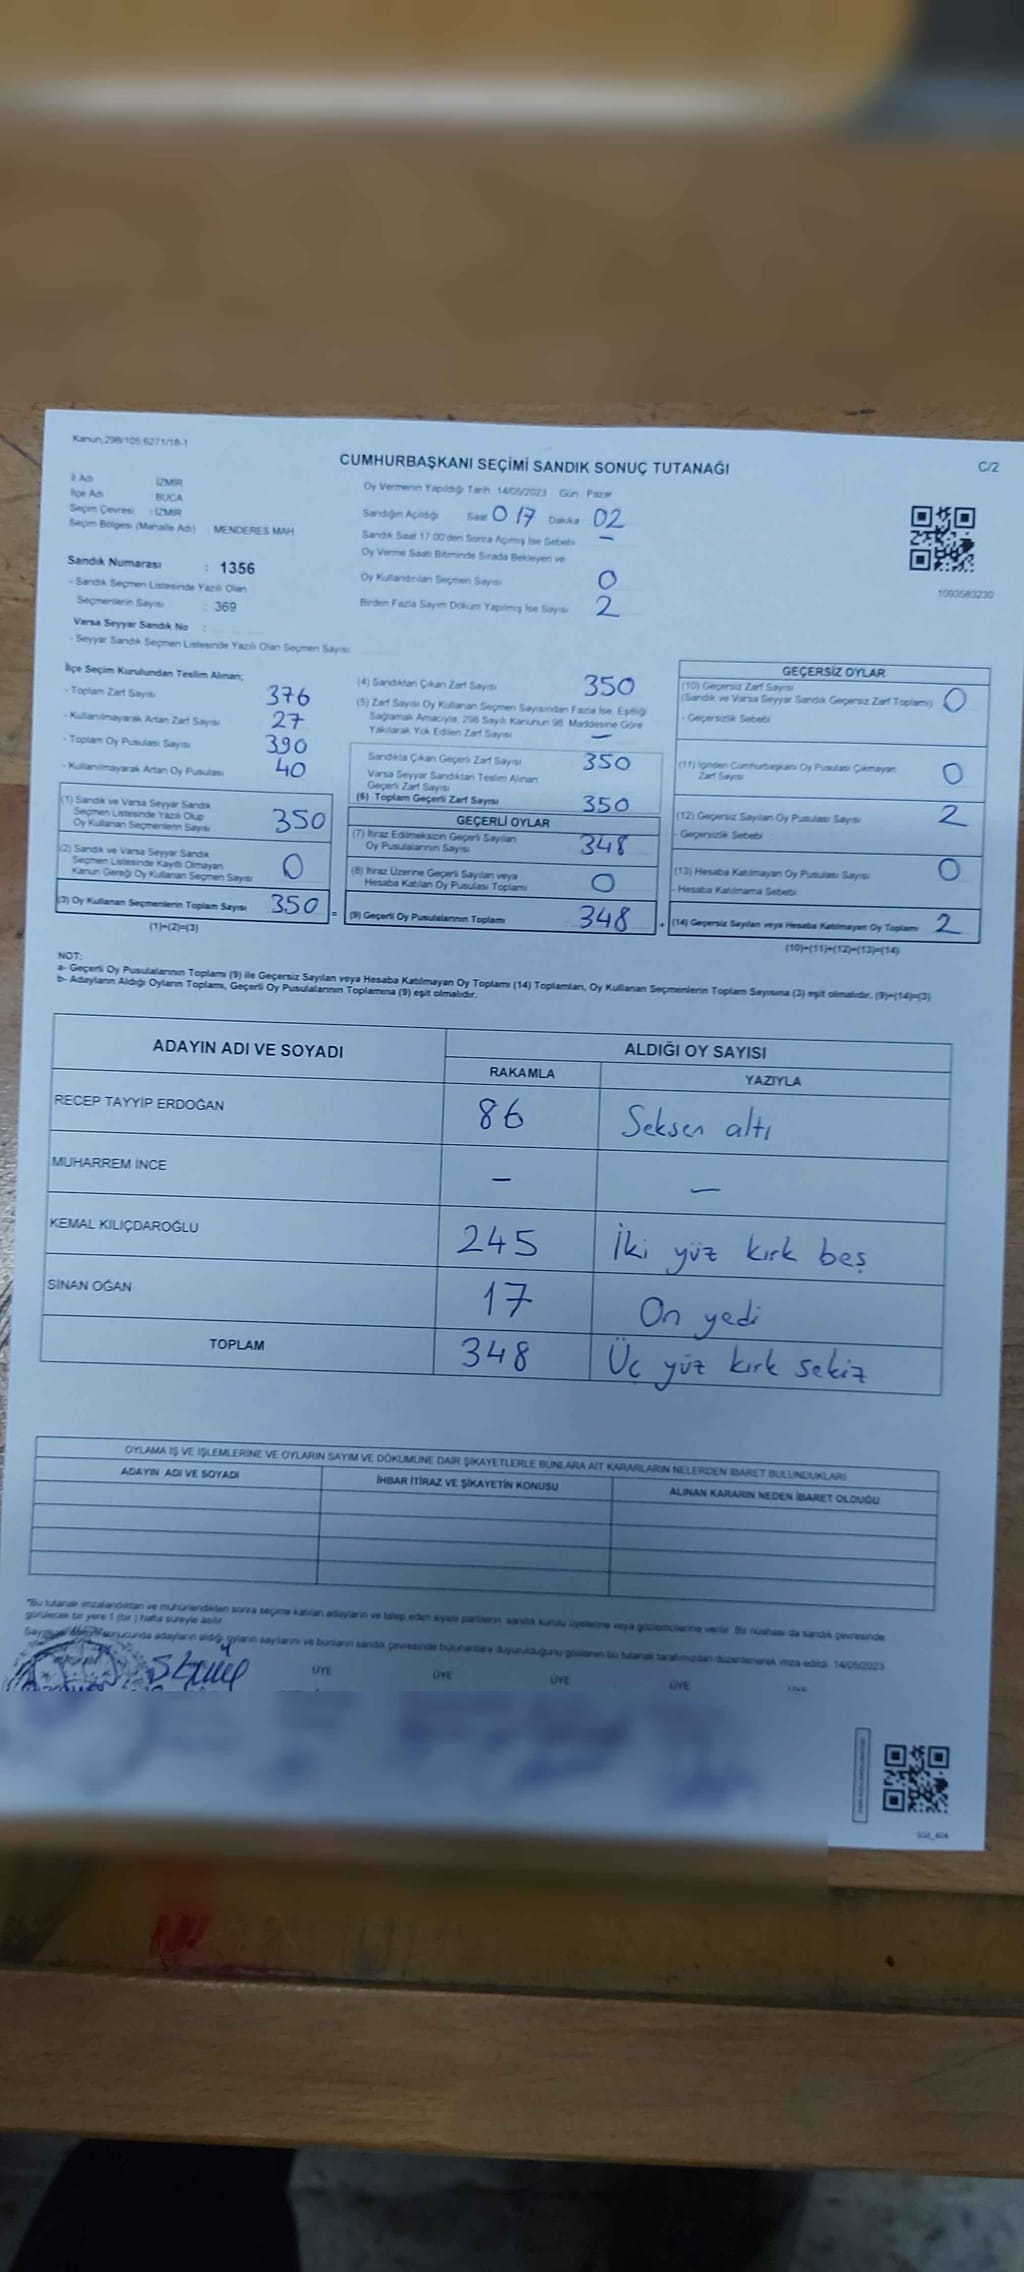 Kanun:298/105.6271/18-1
C/2
CUMHURBAŞKANI SEÇİMİ SANDIK SONUÇ TUTANAĞI
İl Adı : İZMİR
İlçe Adı : BUCA
Seçim Çevresi : İZMİR
Seçim Bölgesi (Mahalle Adı) : MENDERES MAH
Sandık Numarası : 1356
- Sandık Seçmen Listesinde Yazılı Olan
Seçmenlerin Sayısı : 369
Varsa Seyyar Sandık No :
- Seyyar Sandık Seçmen Listesinde Yazılı Olan Seçmen Sayısı
Oy Vermenin Yapıldığı Tarih: 14/05/2023 Gün: Pazar
Sandığın Açıldığı Saat 017 Dakika 02
Sandık Saat 17.00'den Sonra Açılmış İse Sebebi —
Oy Verme Saati Bitiminde Sırada Bekleyen ve
Oy Kullandırılan Seçmen Sayısı 0
Birden Fazla Sayım Döküm Yapılmış İse Sayısı 2
1093583230
İlçe Seçim Kurulundan Teslim Alınan;
- Toplam Zarf Sayısı 376
- Kullanılmayarak Artan Zarf Sayısı 27
- Toplam Oy Pusulası Sayısı 390
- Kullanılmayarak Artan Oy Pusulası 40
(1) Sandık ve Varsa Seyyar Sandık
Seçmen Listesinde Yazılı Olup
Oy Kullanan Seçmenlerin Sayısı 350
(2) Sandık ve Varsa Seyyar Sandık
Seçmen Listesinde Kayıtlı Olmayan
Kanun Gereği Oy Kullanan Seçmen Sayısı 0
(3) Oy Kullanan Seçmenlerin Toplam Sayısı 350 =
(1)+(2)=(3)
(4) Sandıktan Çıkan Zarf Sayısı 350
(5) Zarf Sayısı Oy Kullanan Seçmen Sayısından Fazla İse, Eşitliği
Sağlamak Amacıyla, 298 Sayılı Kanunun 98. Maddesine Göre
Yakılarak Yok Edilen Zarf Sayısı —
Sandıkta Çıkan Geçerli Zarf Sayısı 350
Varsa Seyyar Sandıktan Teslim Alınan
Geçerli Zarf Sayısı
(6) Toplam Geçerli Zarf Sayısı 350
GEÇERLİ OYLAR
(7) İtiraz Edilmeksizin Geçerli Sayılan
Oy Pusulalarının Sayısı 348
(8) İtiraz Üzerine Geçerli Sayılan veya
Hesaba Katılan Oy Pusulası Toplamı 0
(9) Geçerli Oy Pusulalarının Toplamı 348 +
GEÇERSİZ OYLAR
(10) Geçersiz Zarf Sayısı
(Sandık ve Varsa Seyyar Sandık Geçersiz Zarf Toplamı) 0
- Geçersizlik Sebebi
(11) İçinden Cumhurbaşkanı Oy Pusulası Çıkmayan
Zarf Sayısı 0
(12) Geçersiz Sayılan Oy Pusulası Sayısı 2
- Geçersizlik Sebebi
(13) Hesaba Katılmayan Oy Pusulası Sayısı 0
- Hesaba Katılmama Sebebi
(14) Geçersiz Sayılan veya Hesaba Katılmayan Oy Toplamı 2
(10)+(11)+(12)+(13)=(14)
NOT:
a- Geçerli Oy Pusulalarının Toplamı (9) ile Geçersiz Sayılan veya Hesaba Katılmayan Oy Toplamı (14) Toplamları, Oy Kullanan Seçmenlerin Toplam Sayısına (3) eşit olmalıdır. (9)+(14)=(3)
b- Adayların Aldığı Oyların Toplamı, Geçerli Oy Pusulalarının Toplamına (9) eşit olmalıdır.
ADAYIN ADI VE SOYADI
ALDIĞI OY SAYISI
RAKAMLA YAZIYLA
RECEP TAYYİP ERDOĞAN 86 Seksen altı
MUHARREM İNCE — —
KEMAL KILIÇDAROĞLU 245 İki yüz kırk beş
SİNAN OĞAN 17 On yedi
TOPLAM 348 Üç yüz kırk sekiz
OYLAMA İŞ VE İŞLEMLERİNE VE OYLARIN SAYIM VE DÖKÜMÜNE DAİR ŞİKAYETLERLE BUNLARA AİT KARARLARIN NELERDEN İBARET BULUNDUKLARI
ADAYIN ADI VE SOYADI İHBAR İTİRAZ VE ŞİKAYETİN KONUSU ALINAN KARARIN NEDEN İBARET OLDUĞU
*Bu tutanak imzalandıktan ve mühürlendikten sonra seçime katılan adayların ve talep eden siyasi partilerin sandık kurulu üyelerine veya gözlemcilerine verilir. Bir nüshası da sandık çevresinde
görülecek bir yere 1 (bir) hafta süreyle asılır.
sonucunda adayların aldığı oyların sayılarını ve bunların sandık çevresinde bulunanlara duyurulduğunu gösteren bu tutanak tarafımızdan düzenlenerek imza edildi. 14/05/2023
ÜYE ÜYE ÜYE ÜYE